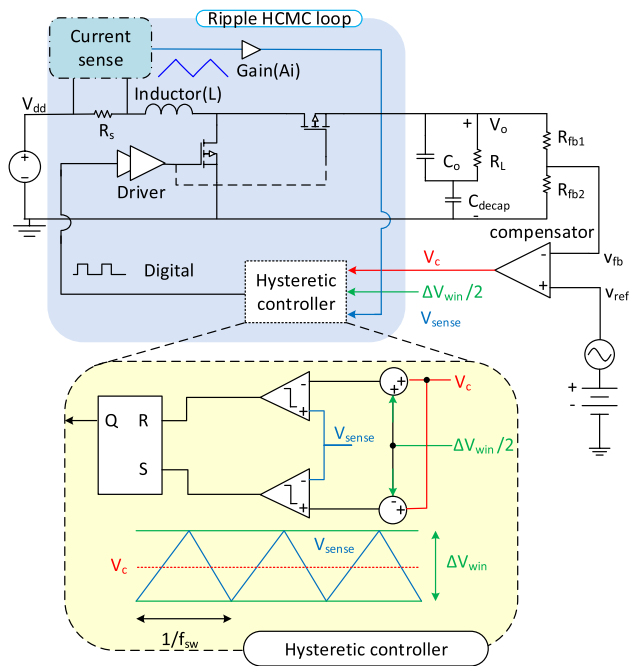 Ripple HCMC loop
Current
sense
Gain(Ai)
Inductor(L)
Vdd
Rs
+
-
Driver
+
Vo
Co
RL
Cdecap
-
Rfb1
Rfb2
compensator
-
+
vfb
vref
+
-
Digital
Hysteretic
controller
Vc
ΔVwin/2
Vsense
Q
R
S
-
+
-
+
Vsense
+
+
-
+
Vc
ΔVwin/2
Vc
Vsense
ΔVwin
1/fsw
Hysteretic controller